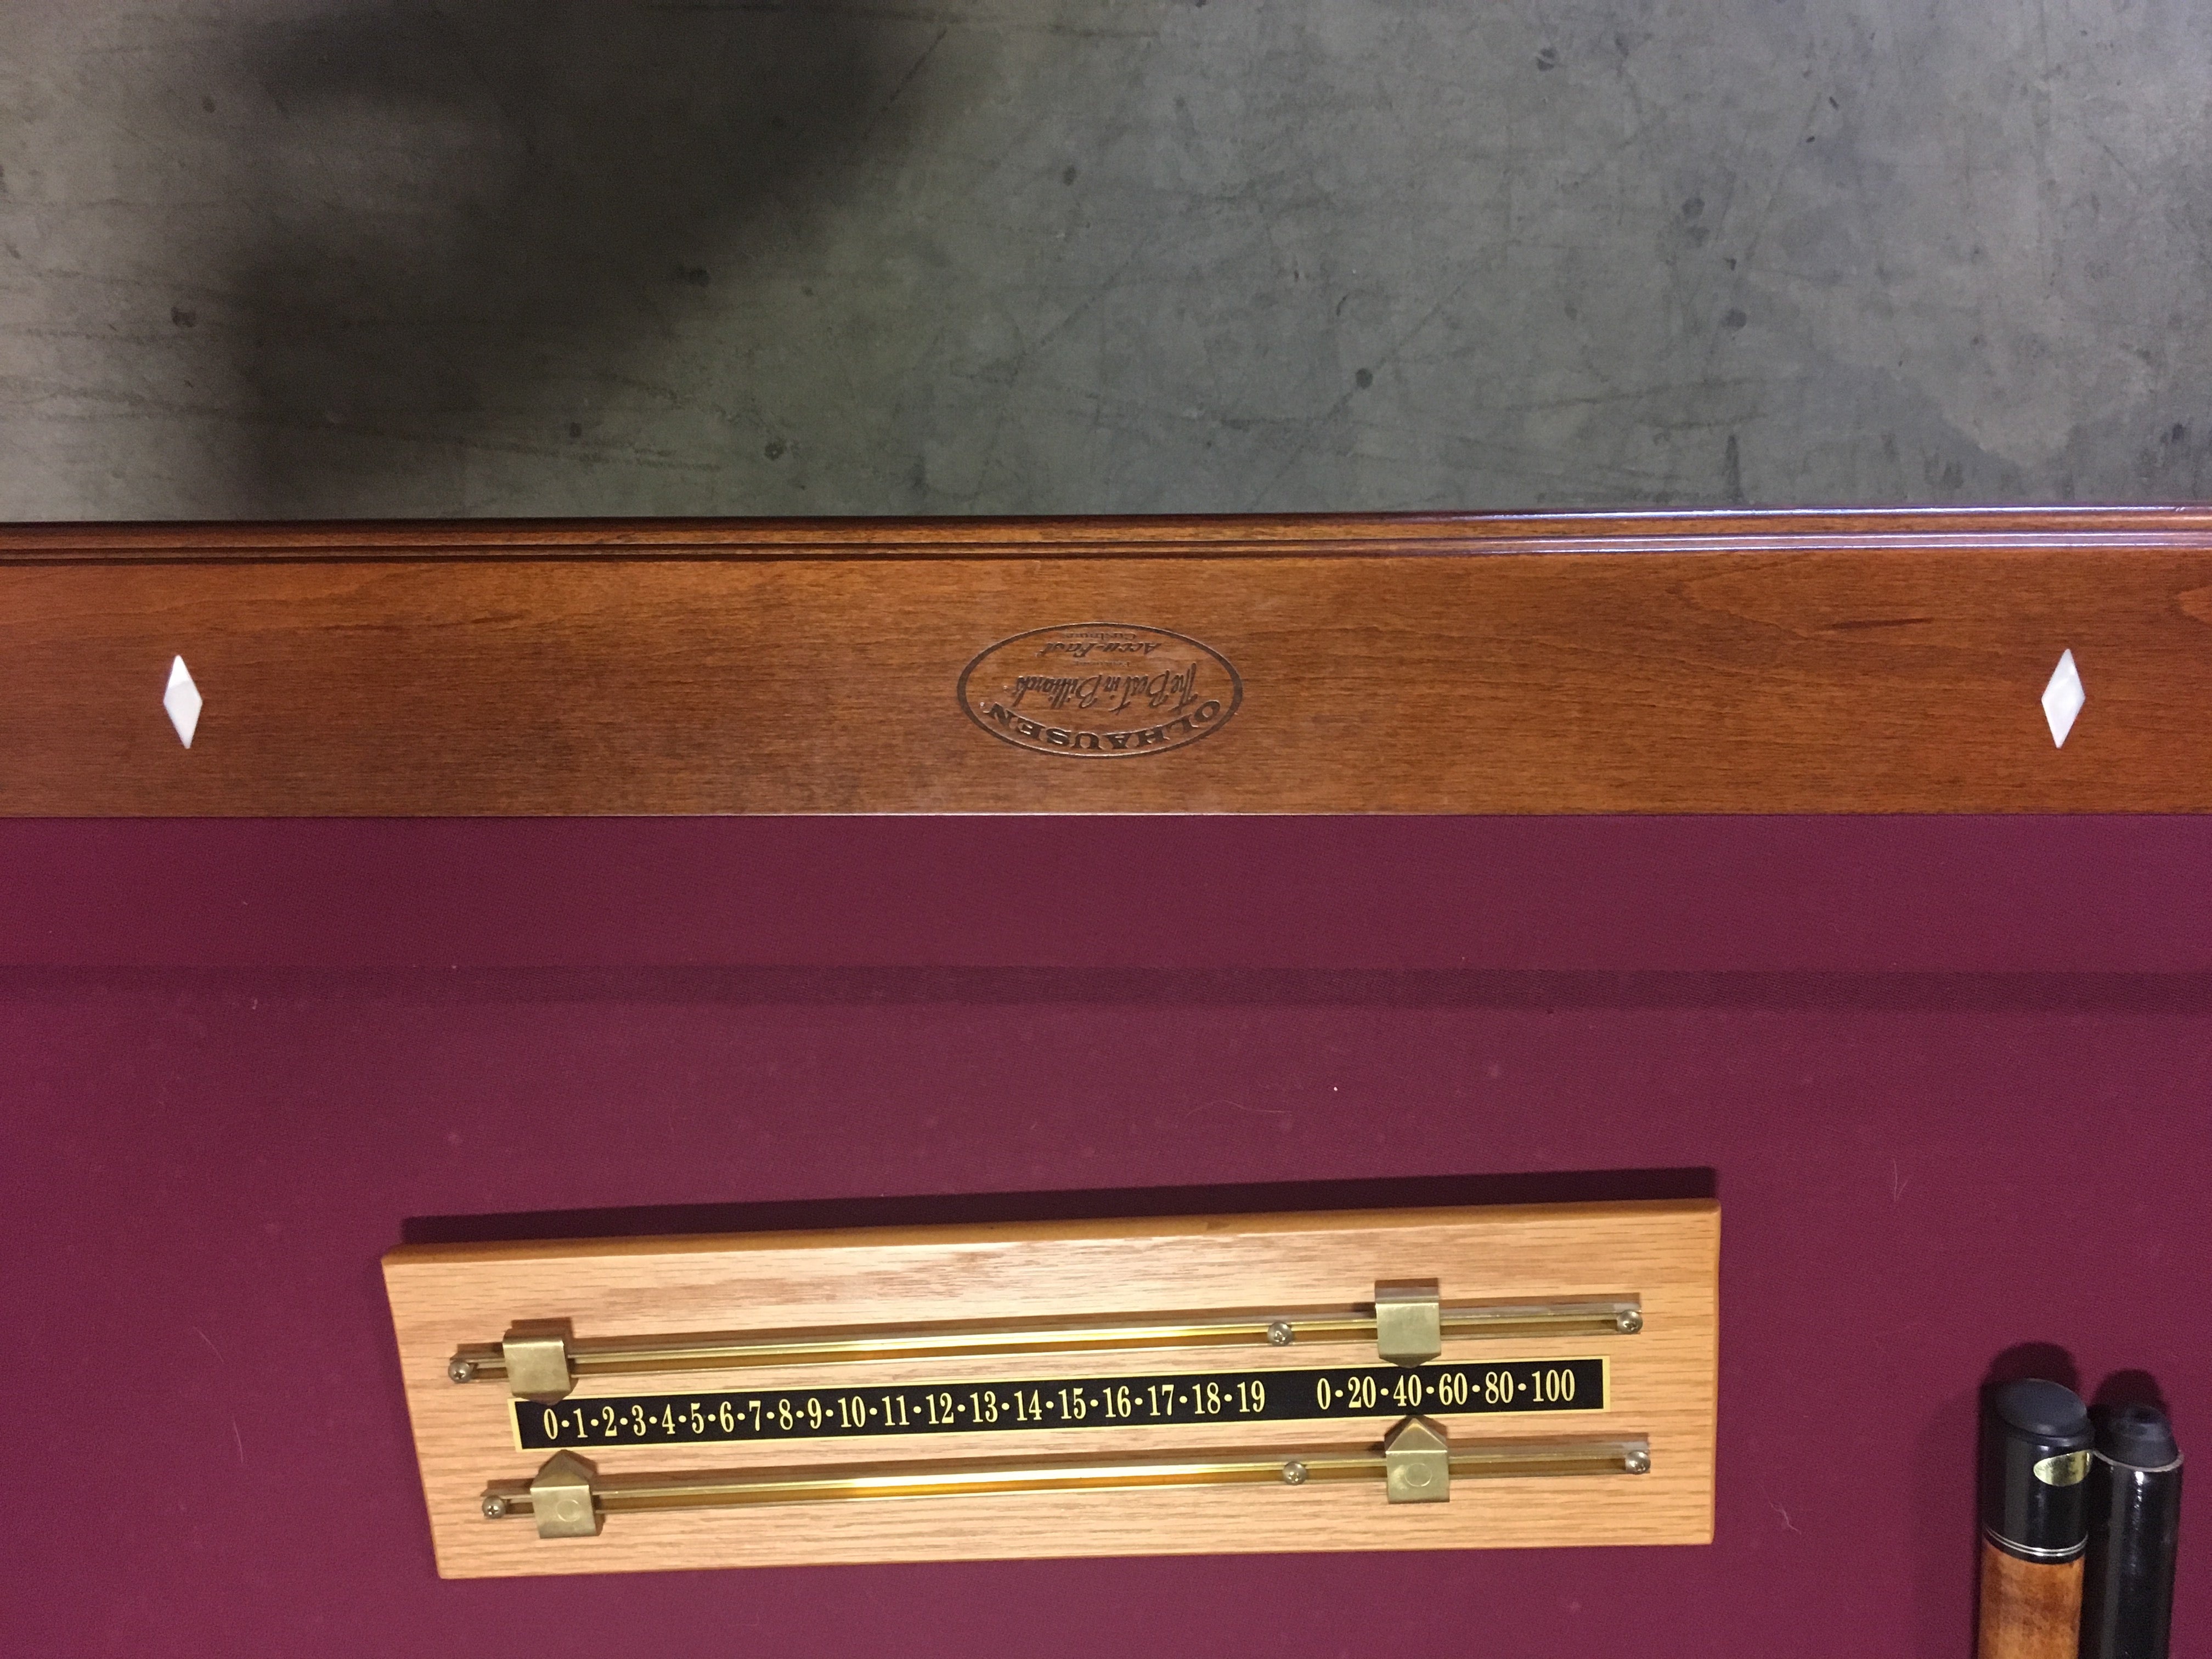 OLHAUSEN
The Best in Billiards
Accu-Fast
Cushions
0·1·2·3·4·5·6·7·8·9·10·11·12·13·14·15·16·17·18·19 0·20·40·60·80·100